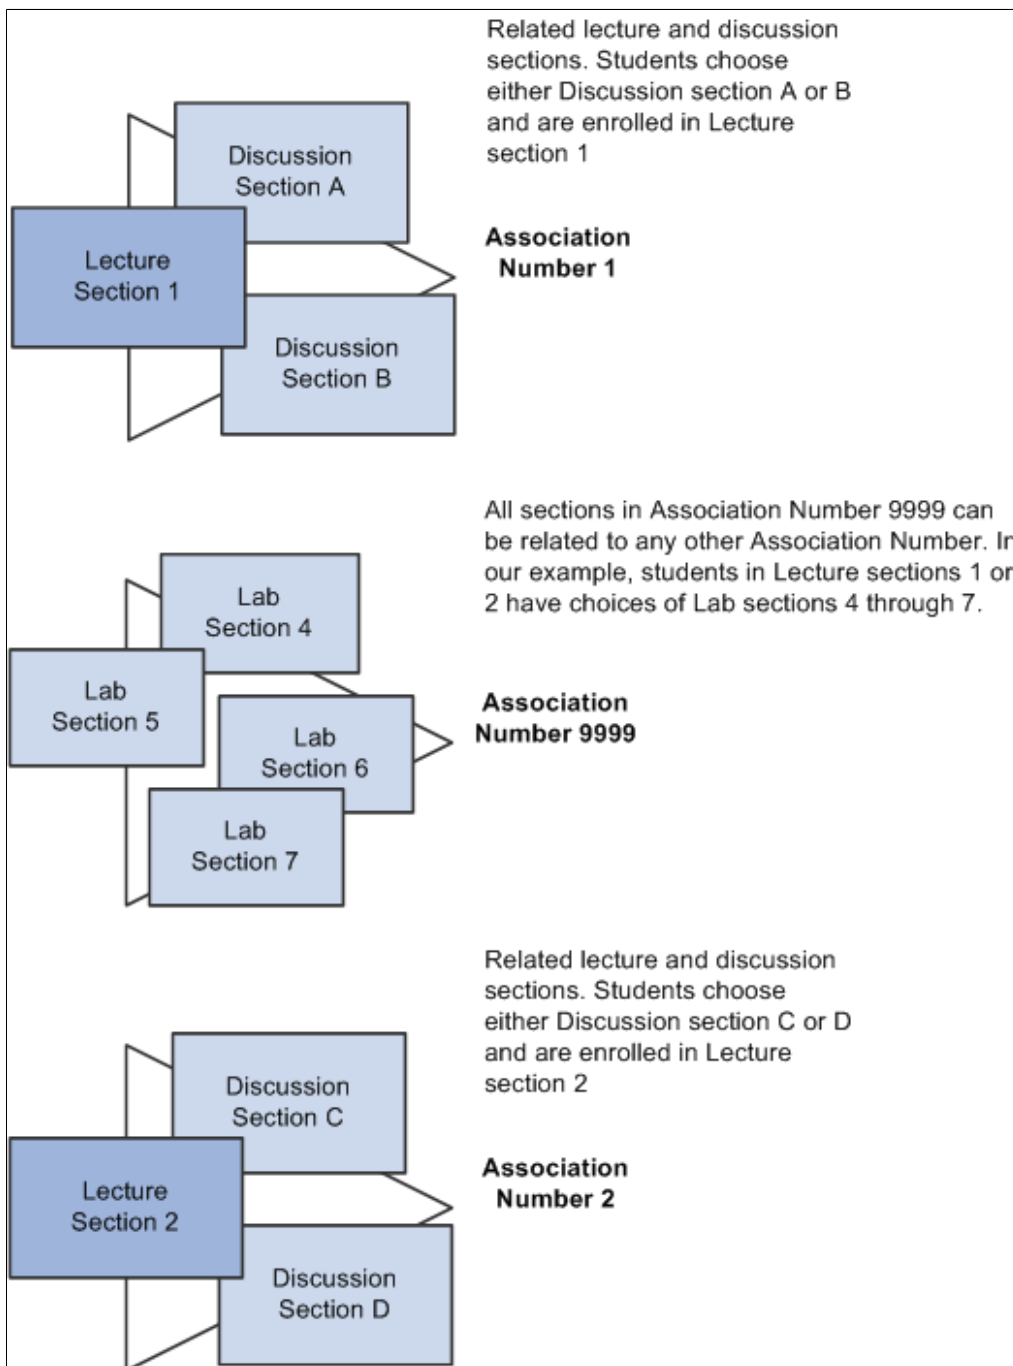 Related lecture and discussion
sections. Students choose
either Discussion section A or B
and are enrolled in Lecture
section 1
Discussion
Section A
Association
Number 1
Lecture
Section 1
Discussion
Section B
All sections in Association Number 9999 can
be related to any other Association Number. In
our example, students in Lecture sections 1 or
2 have choices of Lab sections 4 through 7.
Lab
Section 4
Lab
Section 5
Association
Number 9999
Lab
Section 6
Lab
Section 7
Related lecture and discussion
sections. Students choose
either Discussion section C or D
and are enrolled in Lecture
section 2
Discussion
Section C
Association
Number 2
Lecture
Section 2
Discussion
Section D